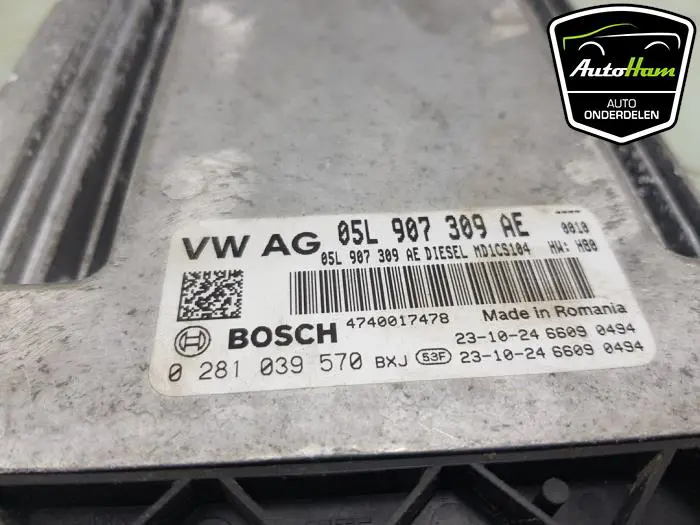 AutoHam
AUTO
ONDERDELEN
VW AG 05L 907 309 AE 0010
05L 907 309 AE DIESEL MD1CS104 HW: H80
4740017478 Made in Romania
BOSCH 23-10-24 6609 0494
0 281 039 570 BXJ 53F 23-10-24 6609 0494